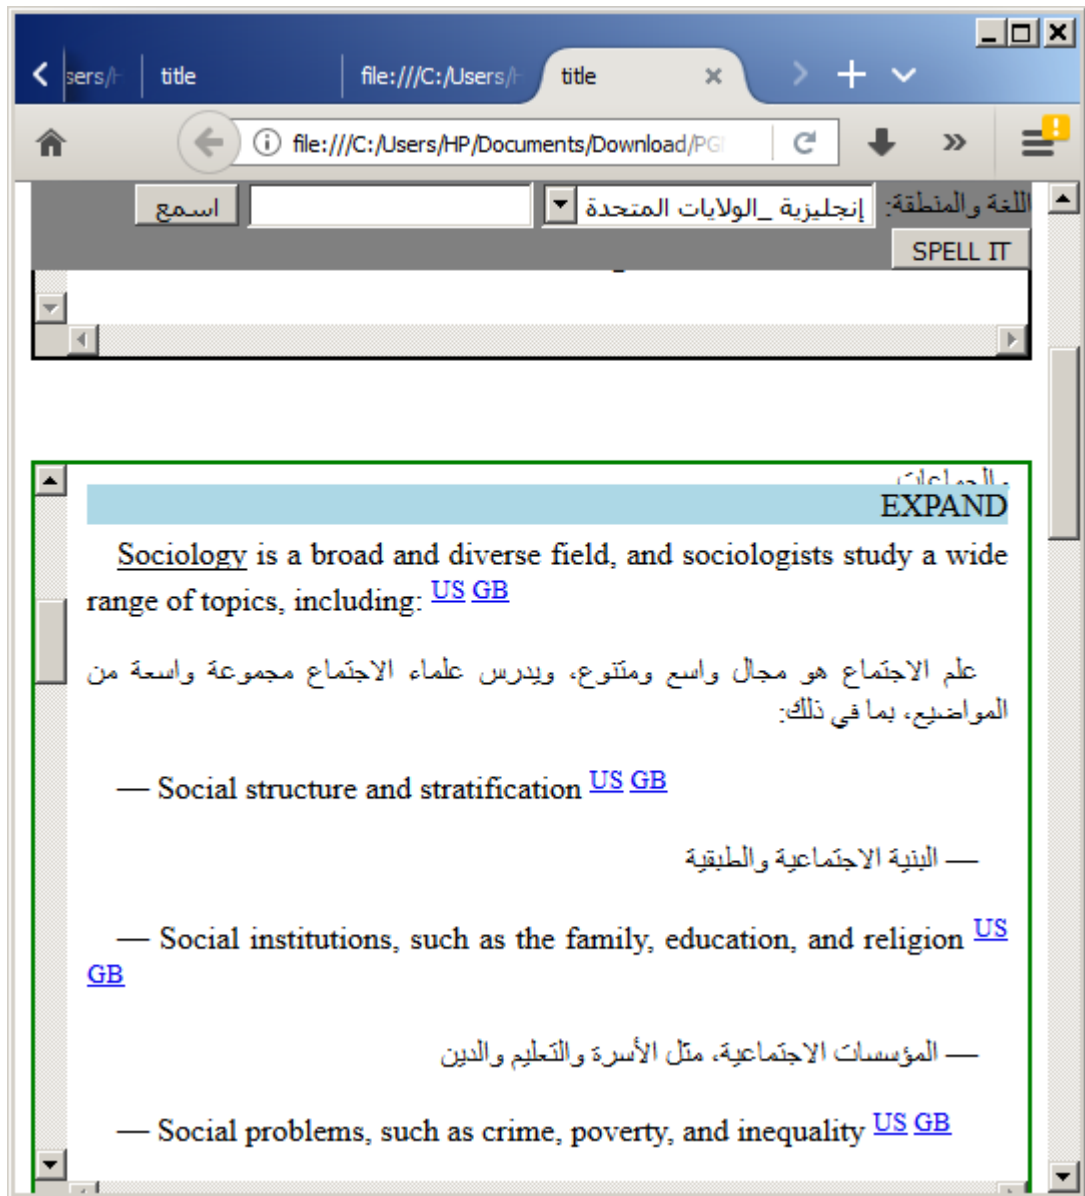 sers/H
title
file:///C:/Users/H
title
file:///C:/Users/HP/Documents/Download/PG
اللغة والمنطقة: إنجليزية _الولايات المتحدة اسمع
SPELL IT
والجماعات
EXPAND
Sociology is a broad and diverse field, and sociologists study a wide
range of topics, including: US GB
علم الاجتماع هو مجال واسع ومتنوع، ويدرس علماء الاجتماع مجموعة واسعة من
المواضيع، بما في ذلك:
— Social structure and stratification US GB
— البنية الاجتماعية والطبقية
— Social institutions, such as the family, education, and religion US
GB
— المؤسسات الاجتماعية، مثل الأسرة والتعليم والدين
— Social problems, such as crime, poverty, and inequality US GB